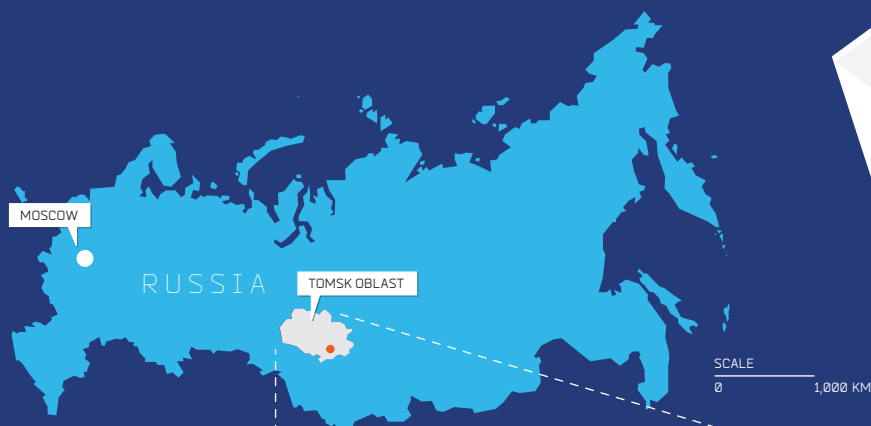 MOSCOW
RUSSIA
TOMSK OBLAST
SCALE
0 1,000 KM